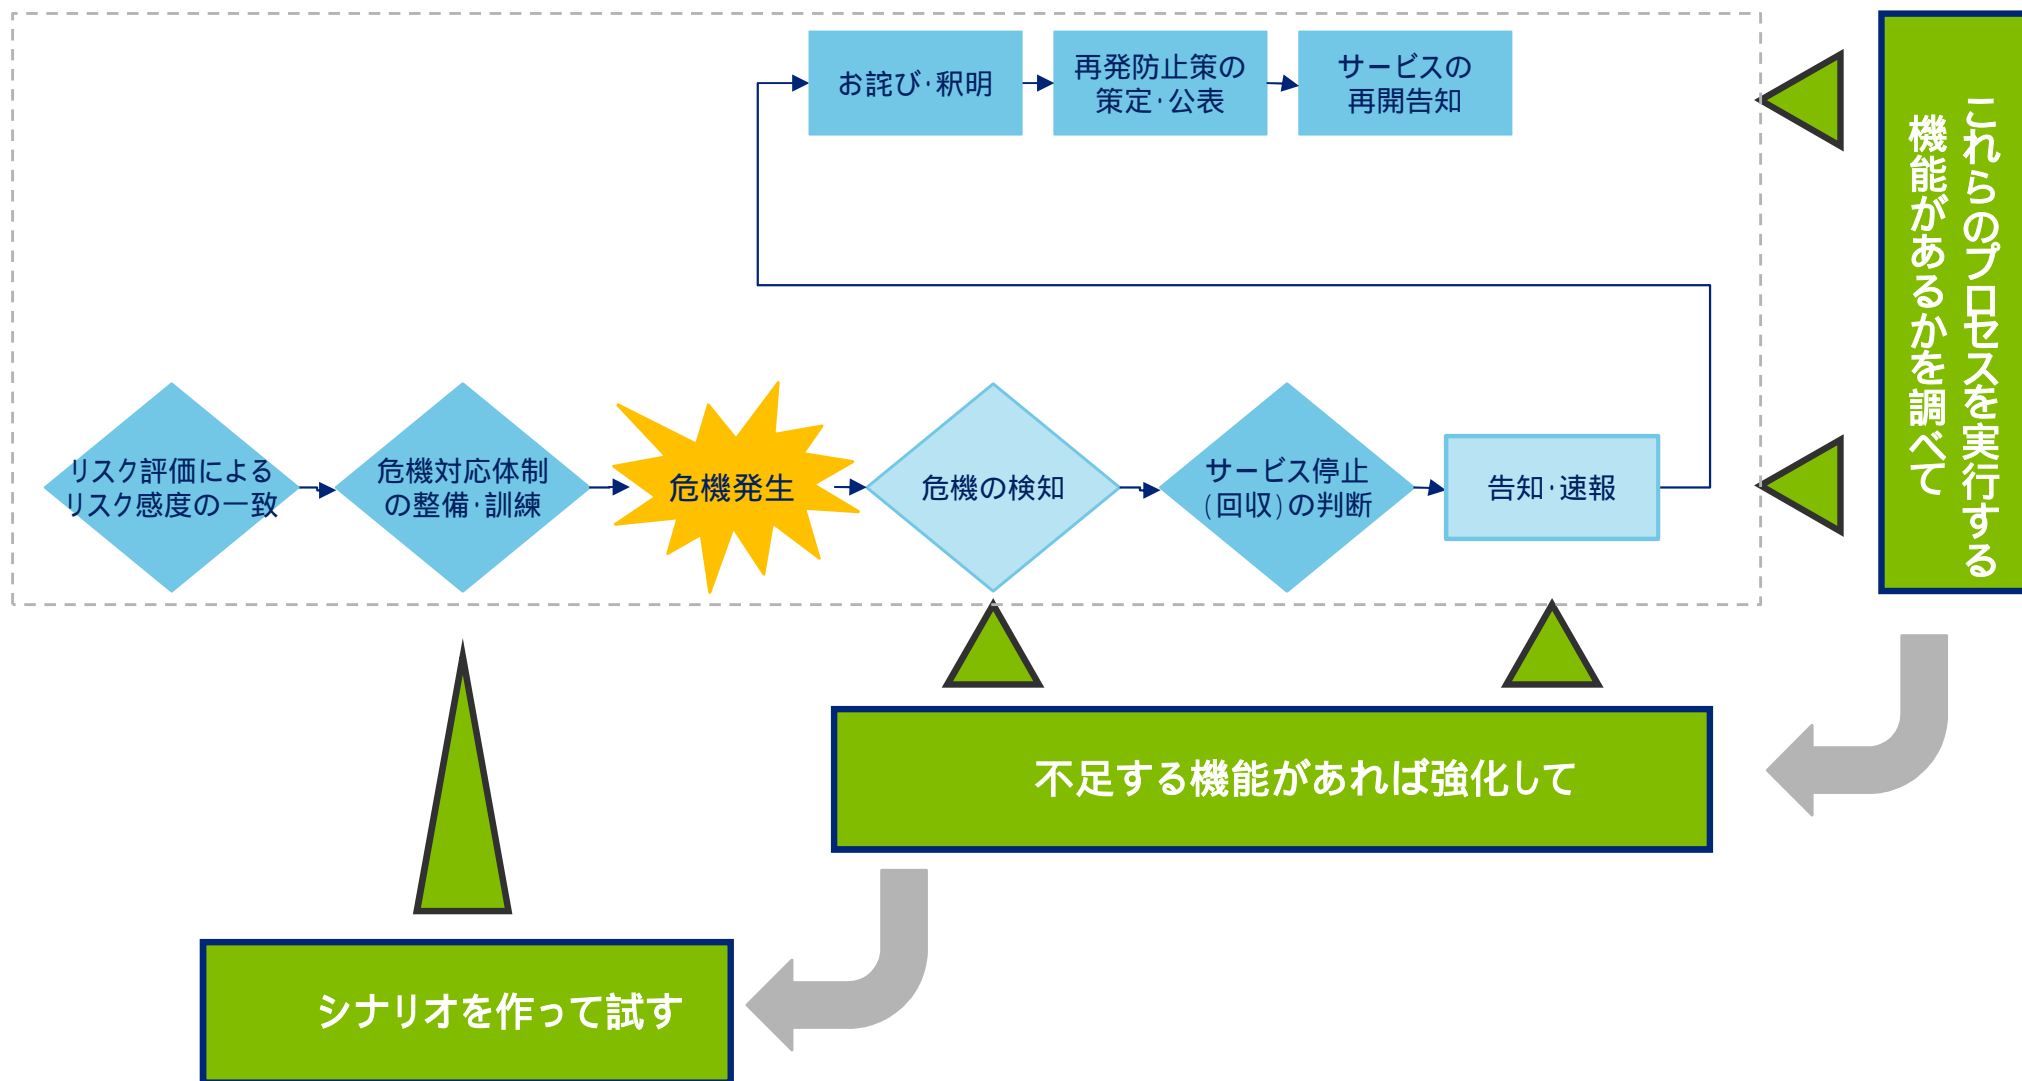 お詫び・釈明
再発防止策の
策定・公表
サービスの
再開告知
リスク評価による
リスク感度の一致
危機対応体制
の整備・訓練
危機発生
危機の検知
サービス停止
(回収)の判断
告知・速報
これらのプロセスを実行する
機能があるかを調べて
不足する機能があれば強化して
シナリオを作って試す